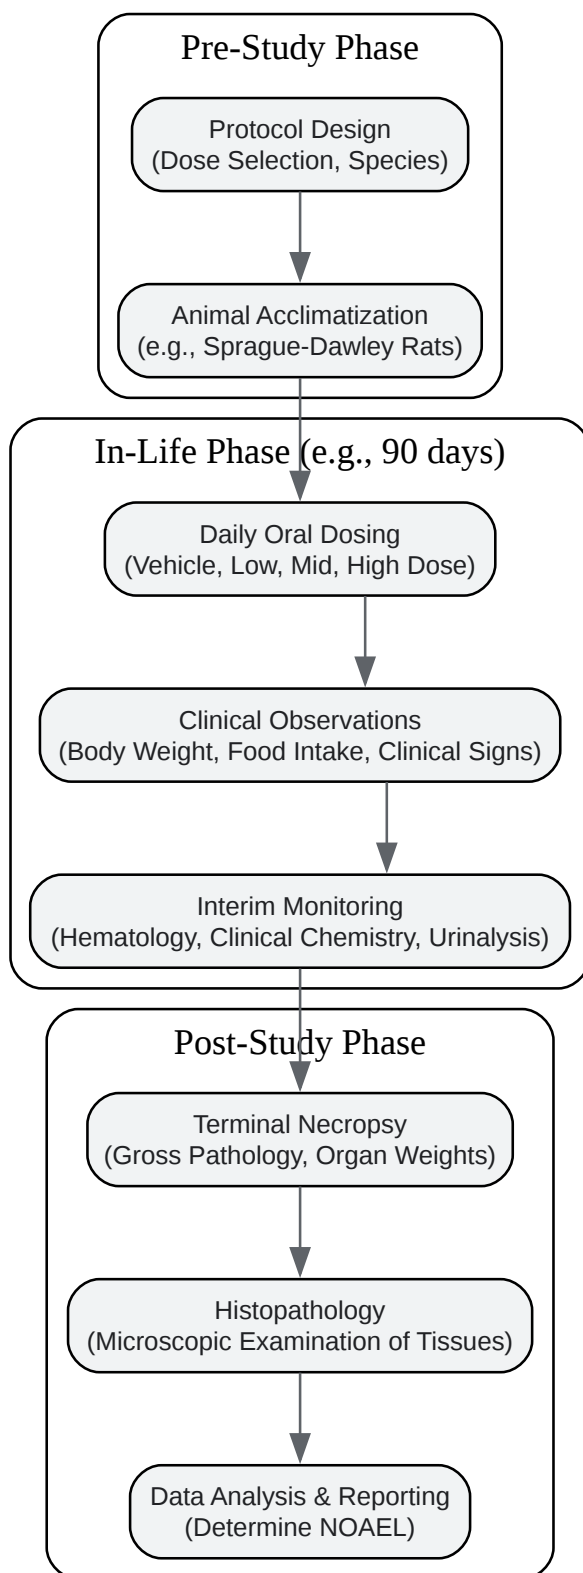 Pre-Study Phase
Protocol Design
(Dose Selection, Species)
Animal Acclimatization
(e.g., Sprague-Dawley Rats)
In-Life Phase (e.g., 90 days)
Daily Oral Dosing
(Vehicle, Low, Mid, High Dose)
Clinical Observations
(Body Weight, Food Intake, Clinical Signs)
Interim Monitoring
(Hematology, Clinical Chemistry, Urinalysis)
Post-Study Phase
Terminal Necropsy
(Gross Pathology, Organ Weights)
Histopathology
(Microscopic Examination of Tissues)
Data Analysis & Reporting
(Determine NOAEL)